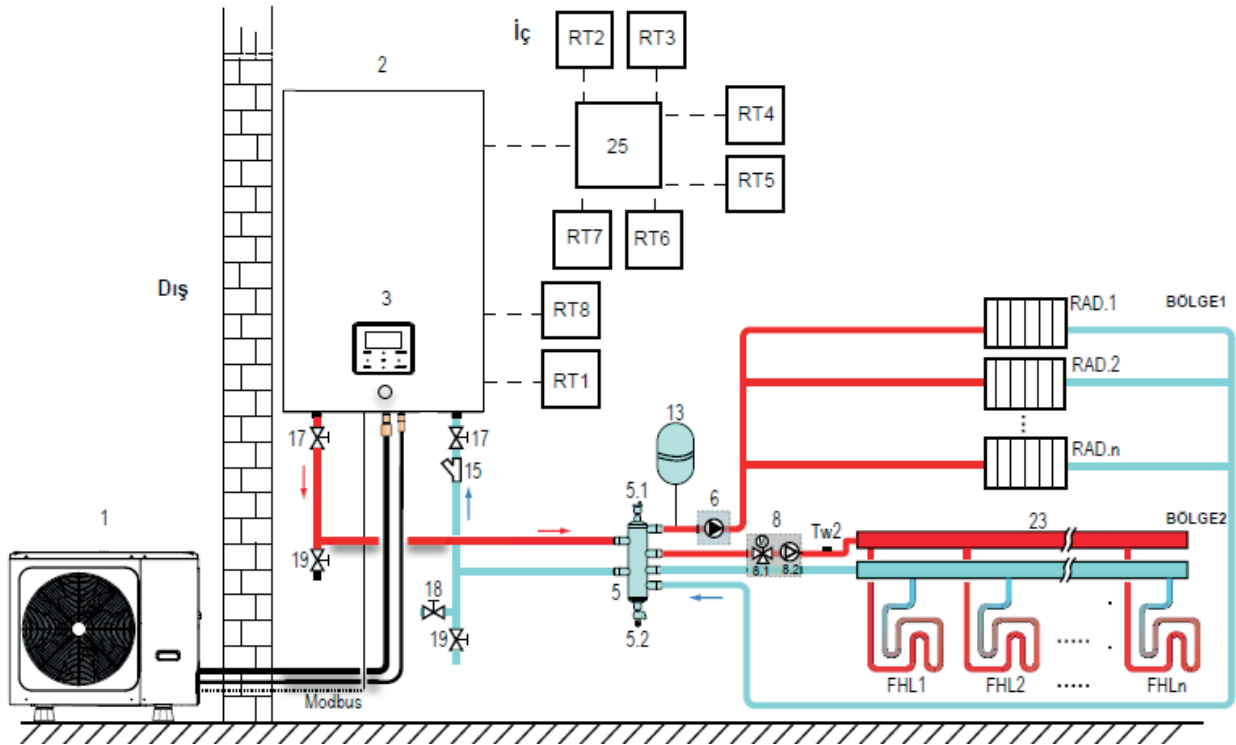 İç
RT2
RT3
2
RT4
25
RT5
RT7
RT6
Dış
3
RT8
RT1
RAD.1
BÖLGE1
RAD.2
13
17
17
15
RAD.n
5.1
6
1
8
Tw2
23
BÖLGE2
19
8.1
8.2
18
5
19
5.2
FHL1
FHL2
.....
FHLn
Modbus